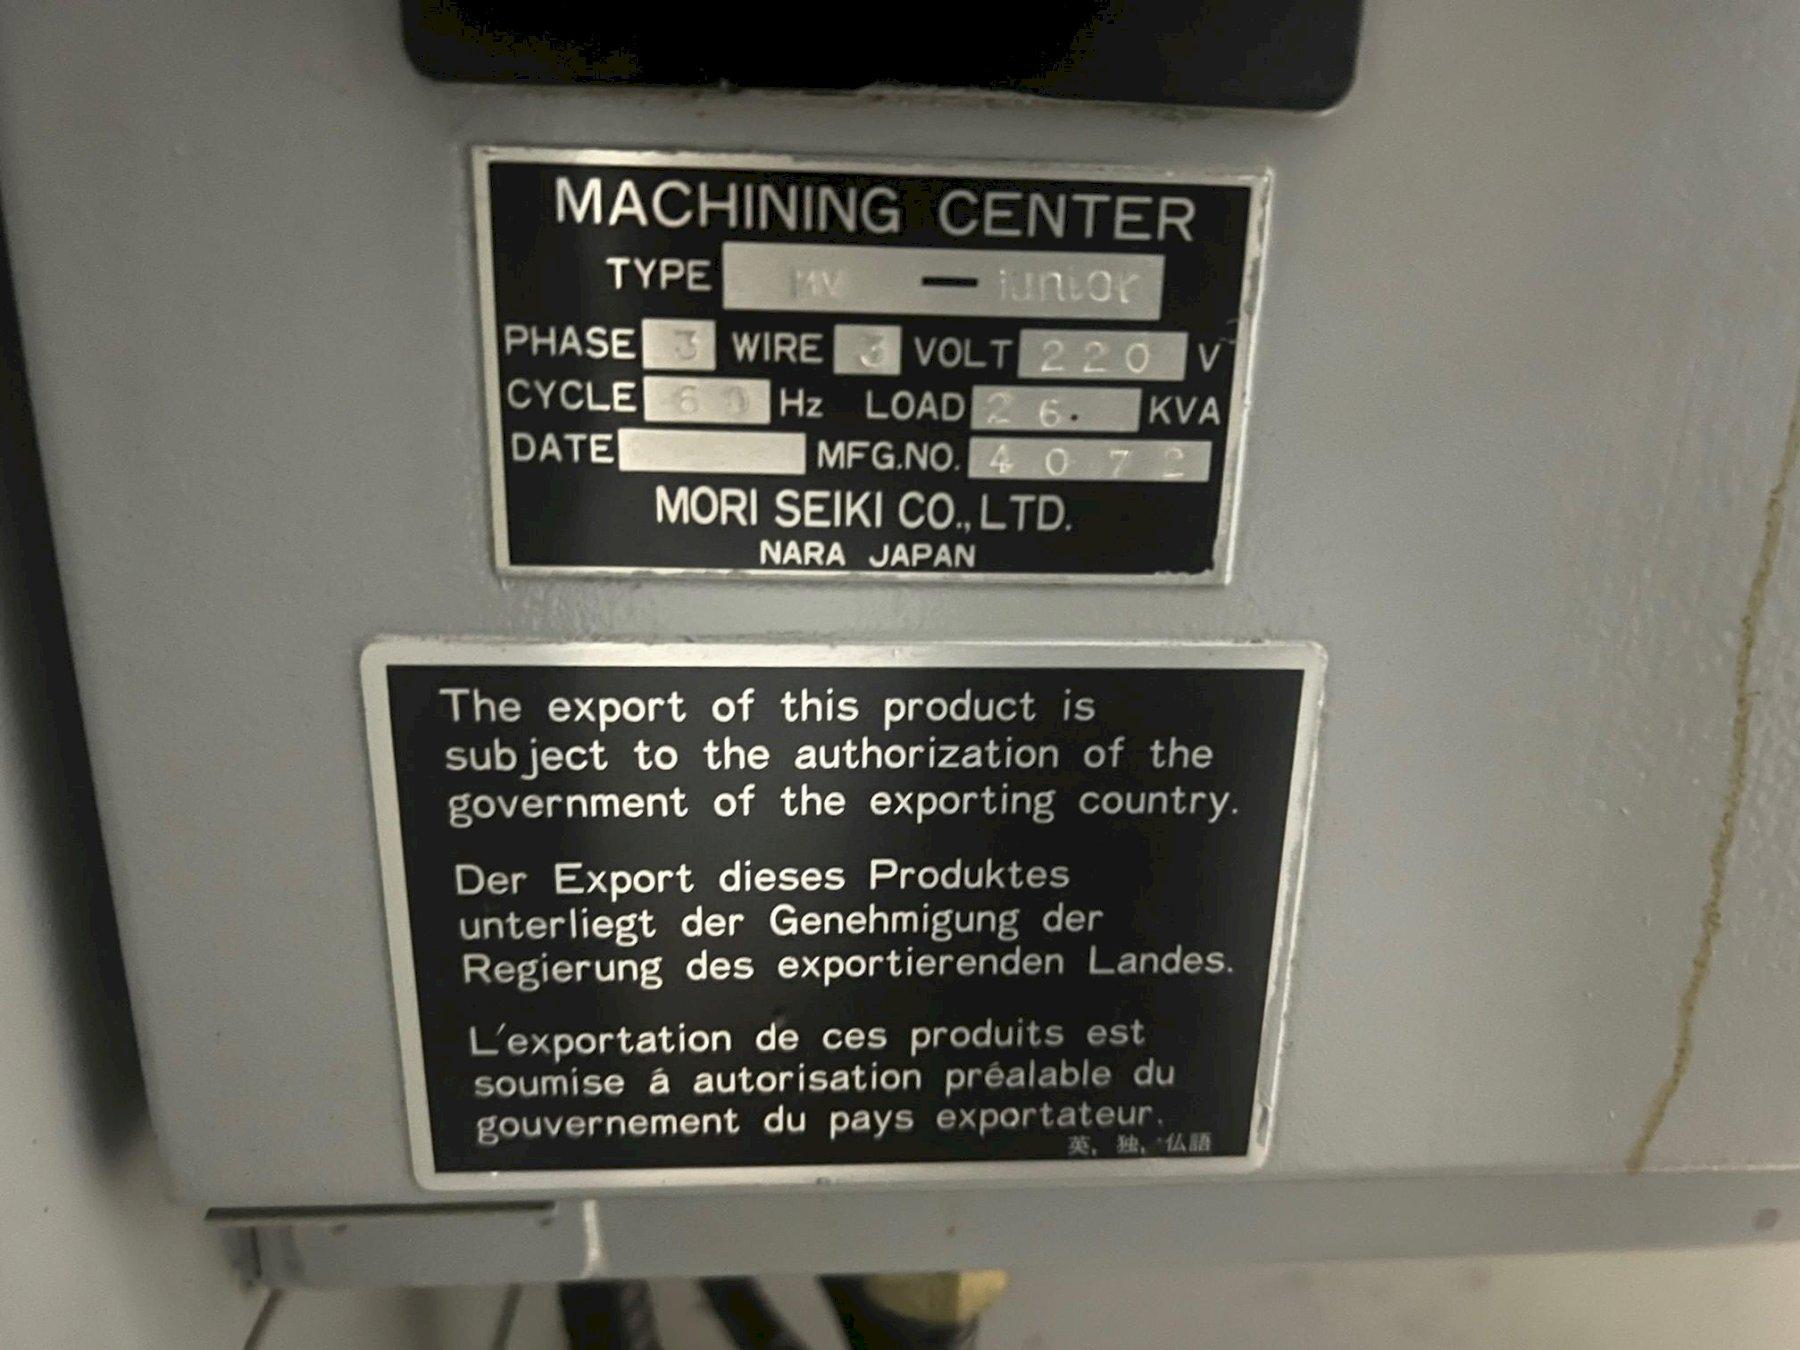 MACHINING CENTER
TYPE MV — junior
PHASE 3 WIRE 3 VOLT 220 V
CYCLE 60 Hz LOAD 26. KVA
DATE MFG.NO. 4072
MORI SEIKI CO., LTD.
NARA JAPAN
The export of this product is
subject to the authorization of the
government of the exporting country.
Der Export dieses Produktes
unterliegt der Genehmigung der
Regierung des exportierenden Landes.
L'exportation de ces produits est
soumise á autorisation préalable du
gouvernement du pays exportateur.
英、独、仏語